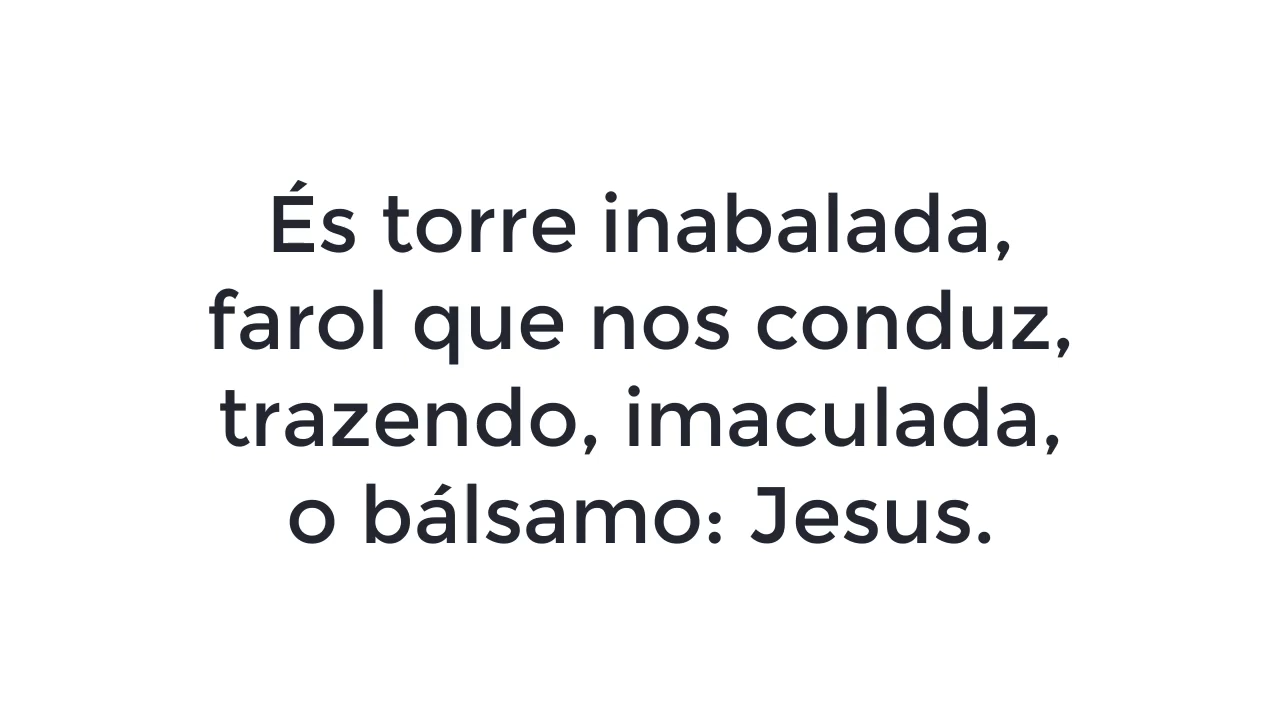 És torre inabalada,
farol que nos conduz,
trazendo, imaculada,
o bálsamo: Jesus.